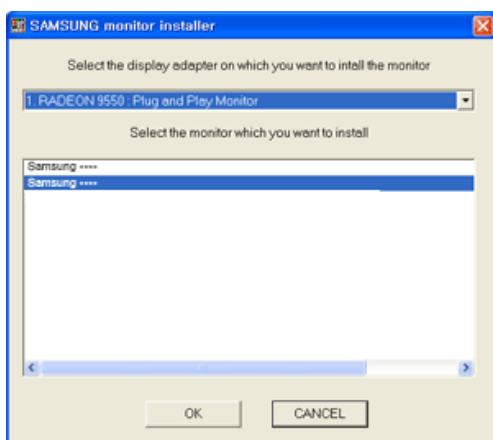 SAMSUNG monitor installer
Select the display adapter on which you want to intall the monitor
1. RADEON 9550 : Plug and Play Monitor
Select the monitor which you want to install
Samsung ----
Samsung ----
OK
CANCEL